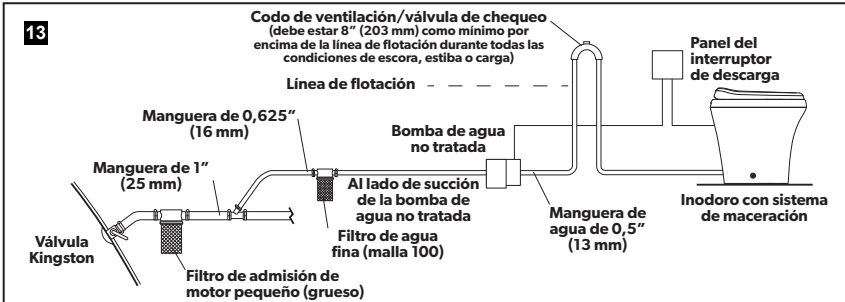 13
Codo de ventilación/válvula de chequeo
(debe estar 8" (203 mm) como mínimo por
encima de la línea de flotación durante todas las
condiciones de escora, estiba o carga)
Panel del
interruptor
de descarga
Línea de flotación
Manguera de 0,625"
(16 mm)
Bomba de agua
no tratada
Manguera de 1"
(25 mm)
Al lado de succión
de la bomba de
agua no tratada
Inodoro con sistema
de maceración
Manguera de
agua de 0,5"
(13 mm)
Filtro de agua
fina (malla 100)
Válvula
Kingston
Filtro de admisión de
motor pequeño (grueso)